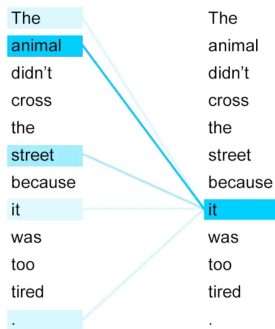 The The
animal animal
didn't didn't
cross cross
the the
street street
because because
it it
was was
too too
tired tired
. .